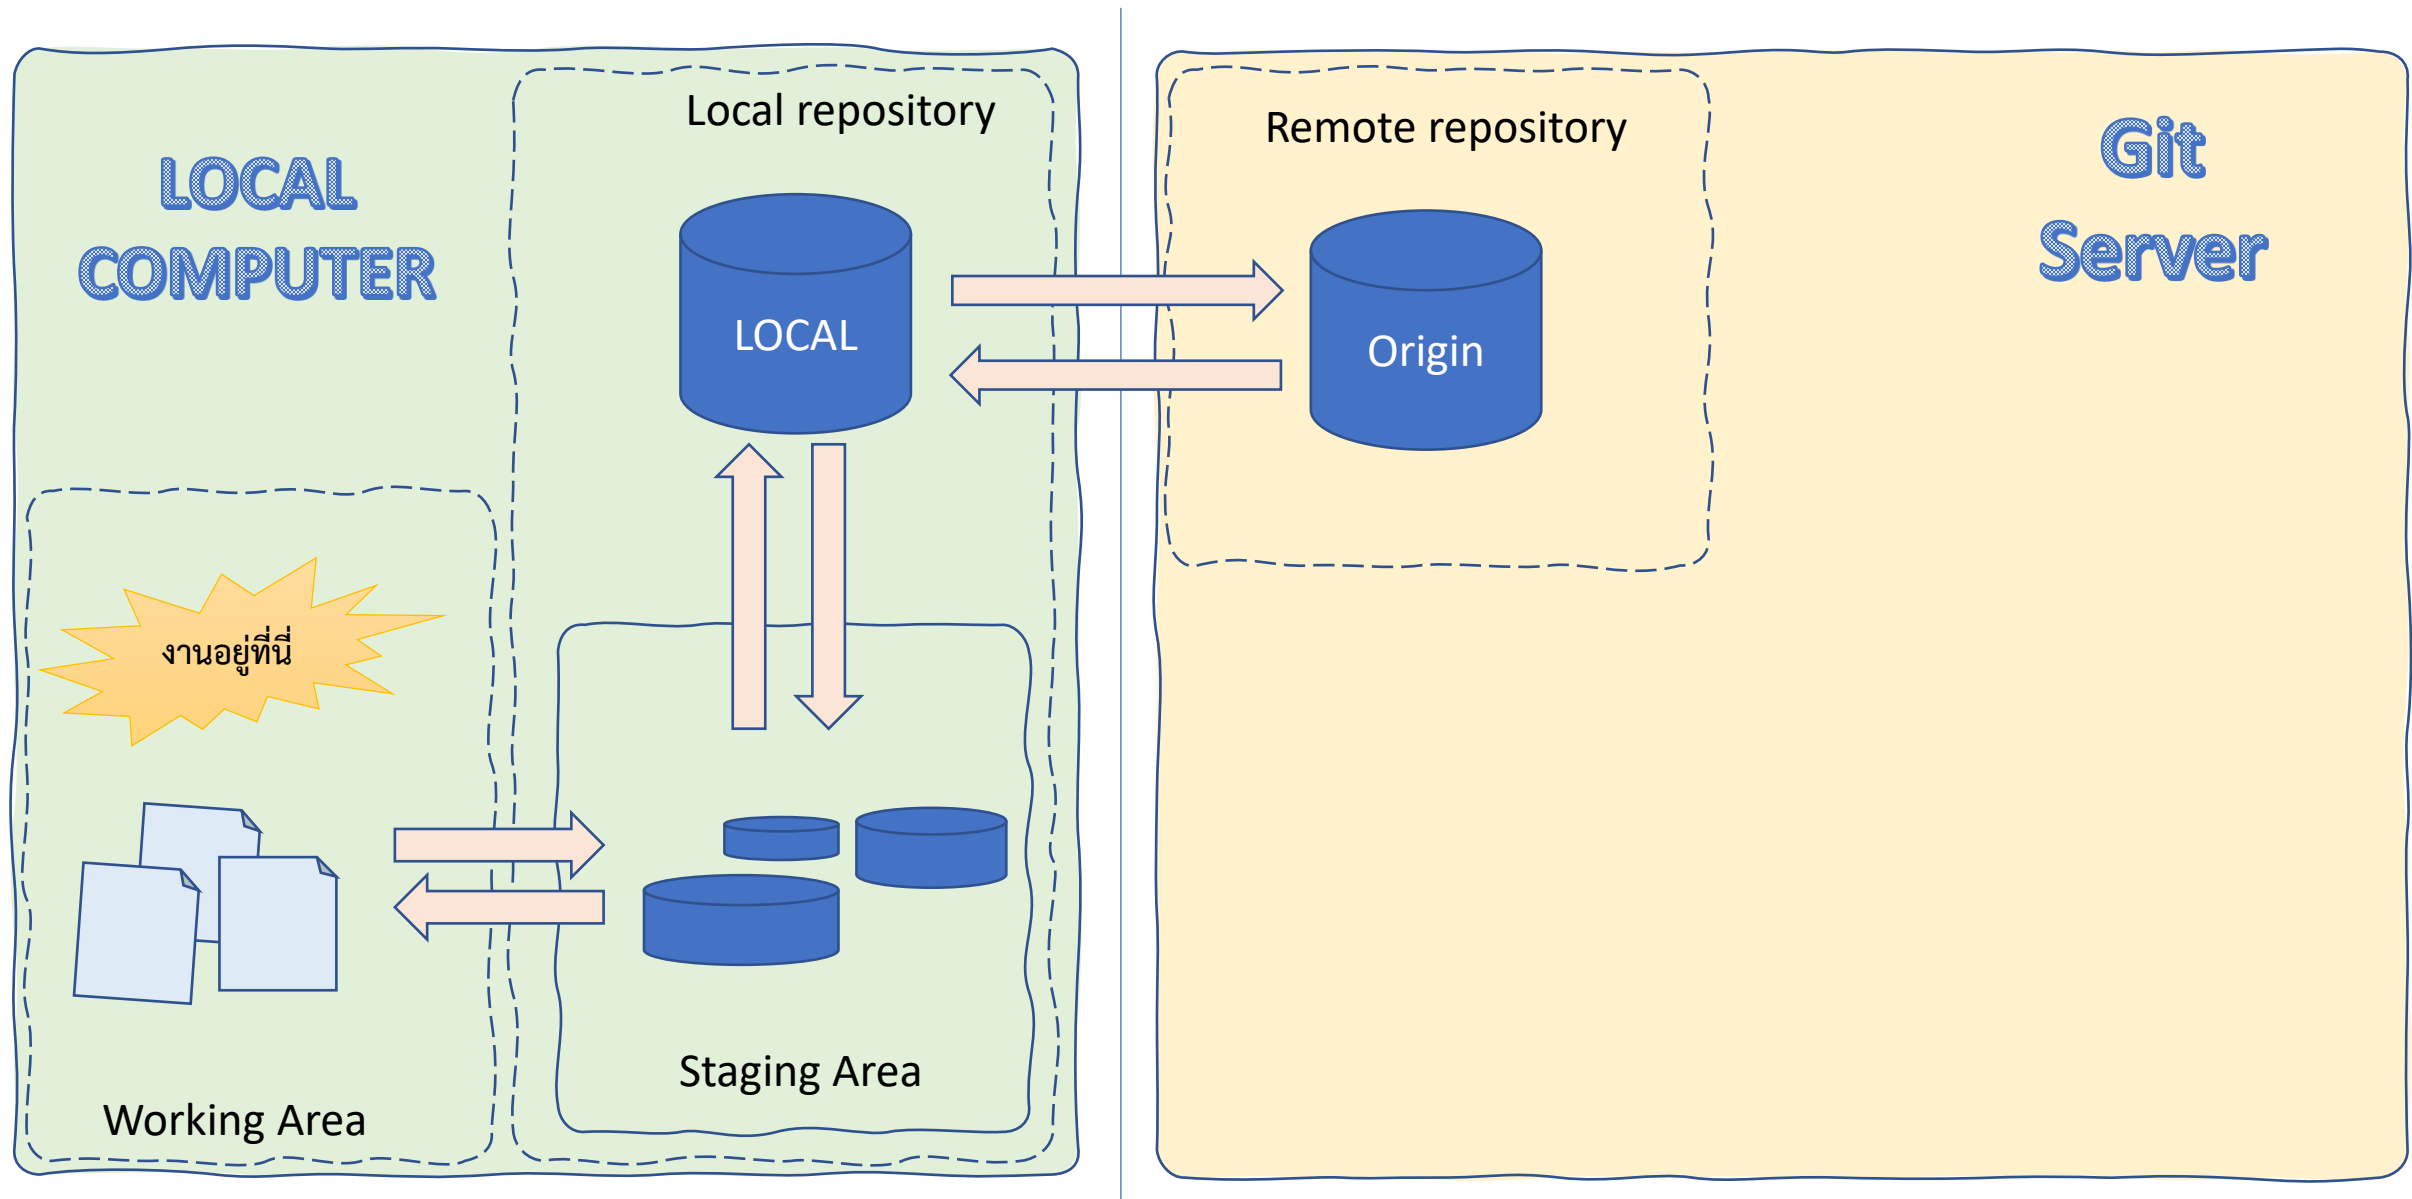 LOCAL
COMPUTER
Local repository
LOCAL
Remote repository
Origin
Git
Server
งานอยู่ที่นี่
Working Area
Staging Area